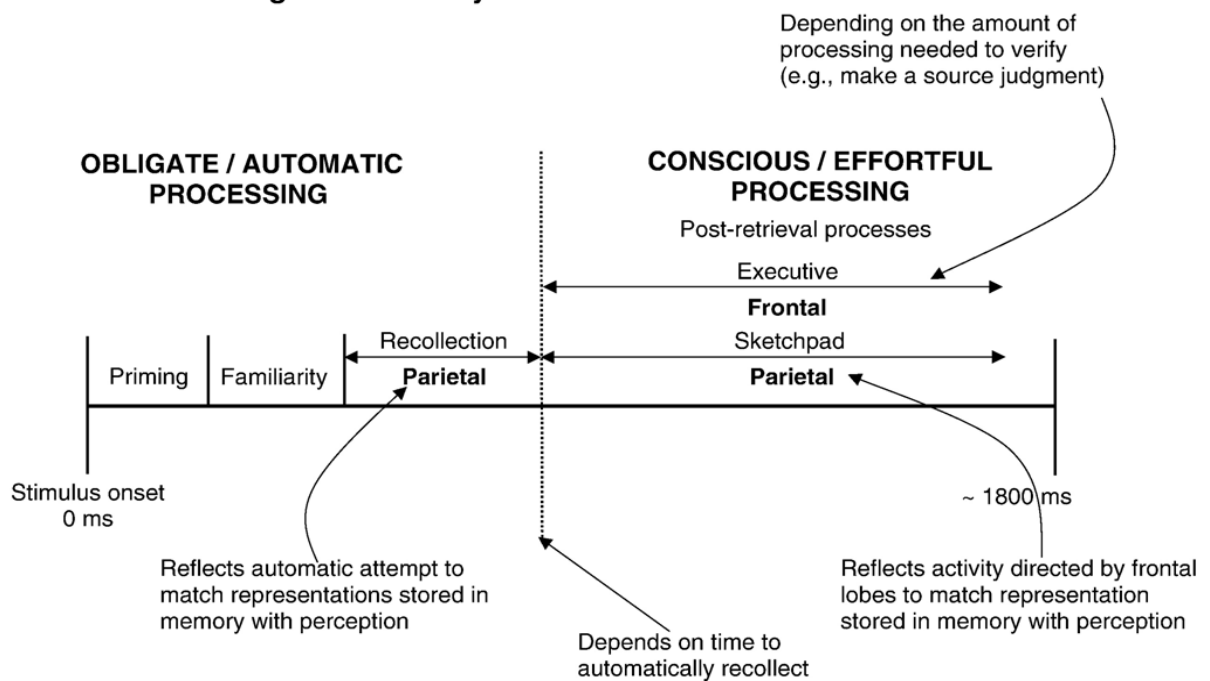 Depending on the amount of
processing needed to verify
(e.g., make a source judgment)
OBLIGATE / AUTOMATIC
PROCESSING
CONSCIOUS / EFFORTFUL
PROCESSING
Post-retrieval processes
Executive
Frontal
Recollection
Sketchpad
Priming
Familiarity
Parietal
Parietal
Stimulus onset
0 ms
~ 1800 ms
Reflects automatic attempt to
match representations stored in
memory with perception
Depends on time to
automatically recollect
Reflects activity directed by frontal
lobes to match representation
stored in memory with perception